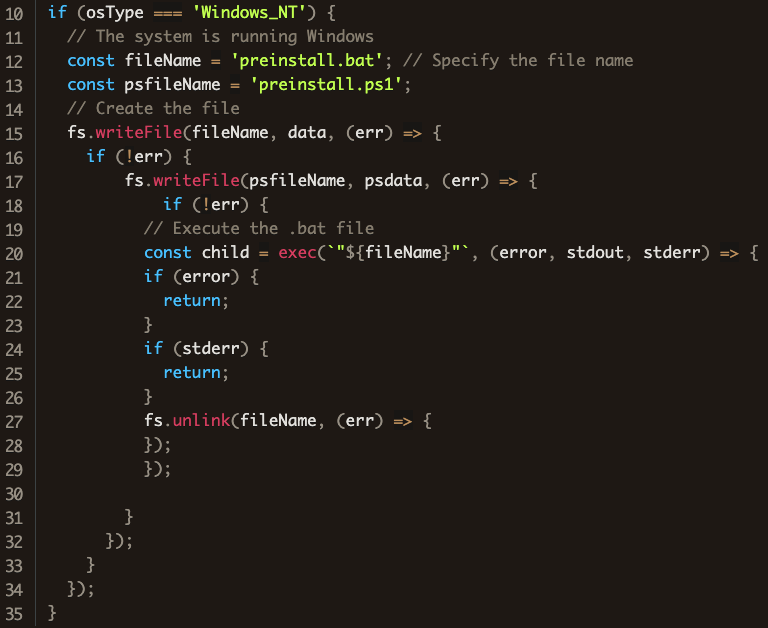 10 if (osType === 'Windows_NT') {
11   // The system is running Windows
12   const fileName = 'preinstall.bat'; // Specify the file name
13   const psfileName = 'preinstall.ps1';
14   // Create the file
15   fs.writeFile(fileName, data, (err) => {
16     if (!err) {
17         fs.writeFile(psfileName, psdata, (err) => {
18             if (!err) {
19           // Execute the .bat file
20           const child = exec(`"${fileName}"`, (error, stdout, stderr) => {
21           if (error) {
22             return;
23           }
24           if (stderr) {
25             return;
26           }
27           fs.unlink(fileName, (err) => {
28           });
29           });
30
31         }
32       });
33     }
34   });
35 }